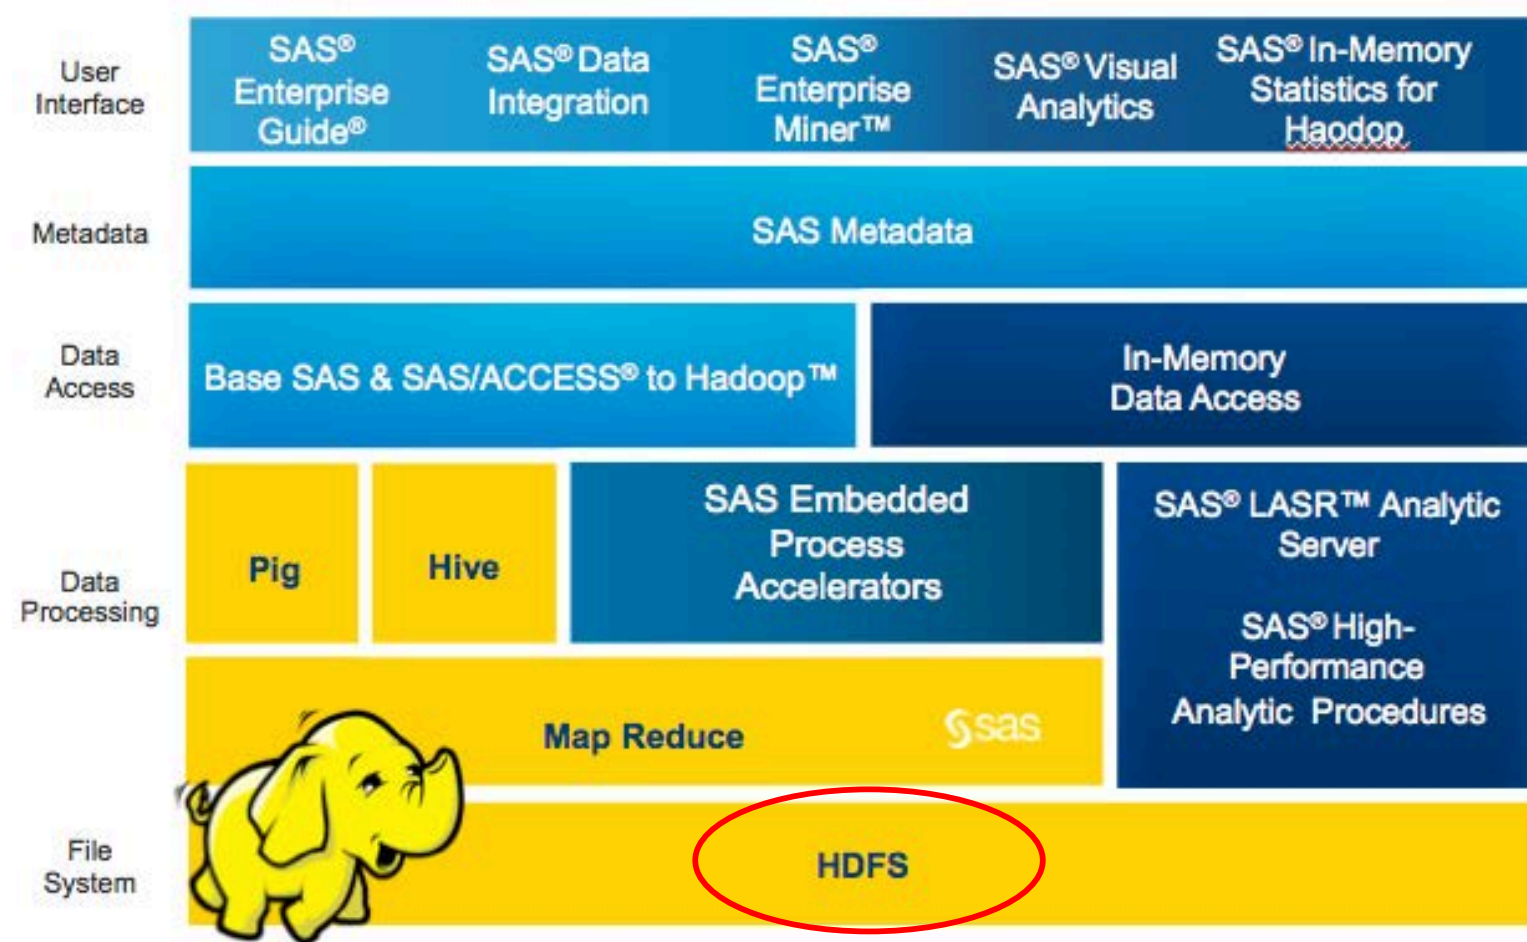 User
Interface
SAS®
Enterprise
Guide®
SAS® Data
Integration
SAS®
Enterprise
Miner™
SAS® Visual
Analytics
SAS® In-Memory
Statistics for
Haodop
Metadata
SAS Metadata
Data
Access
Base SAS & SAS/ACCESS® to Hadoop™
In-Memory
Data Access
Data
Processing
Pig
Hive
SAS Embedded
Process
Accelerators
SAS® LASR™ Analytic
Server
SAS® High-
Performance
Analytic Procedures
Map Reduce
sas
File
System
HDFS